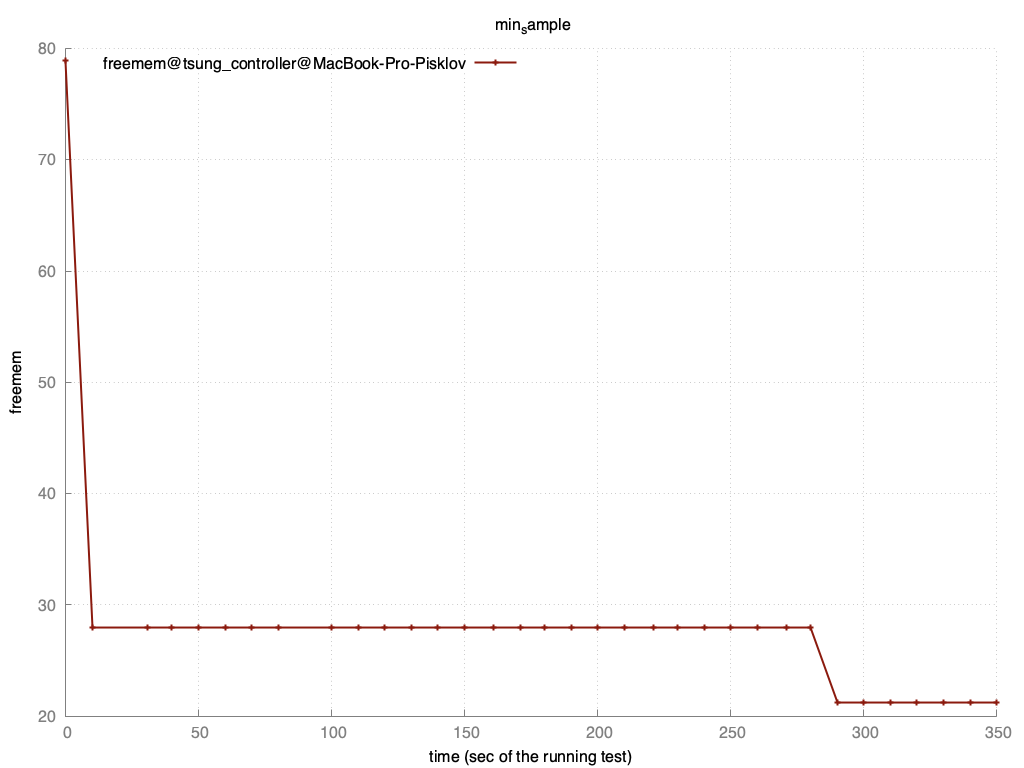 min_sample
freemem@tsung_controller@MacBook-Pro-Pisklov
80
70
60
50
40
30
20
freemem
0 50 100 150 200 250 300 350
time (sec of the running test)